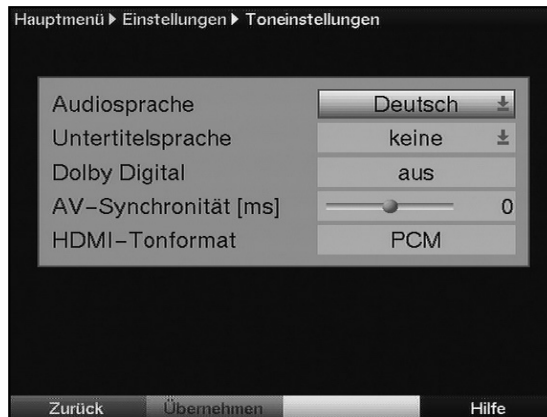 Hauptmenü Einstellungen Toneinstellungen
Audiosprache Deutsch
Untertitelsprache keine
Dolby Digital aus
AV-Synchronität [ms] 0
HDMI-Tonformat PCM
Zurück Übernehmen Hilfe